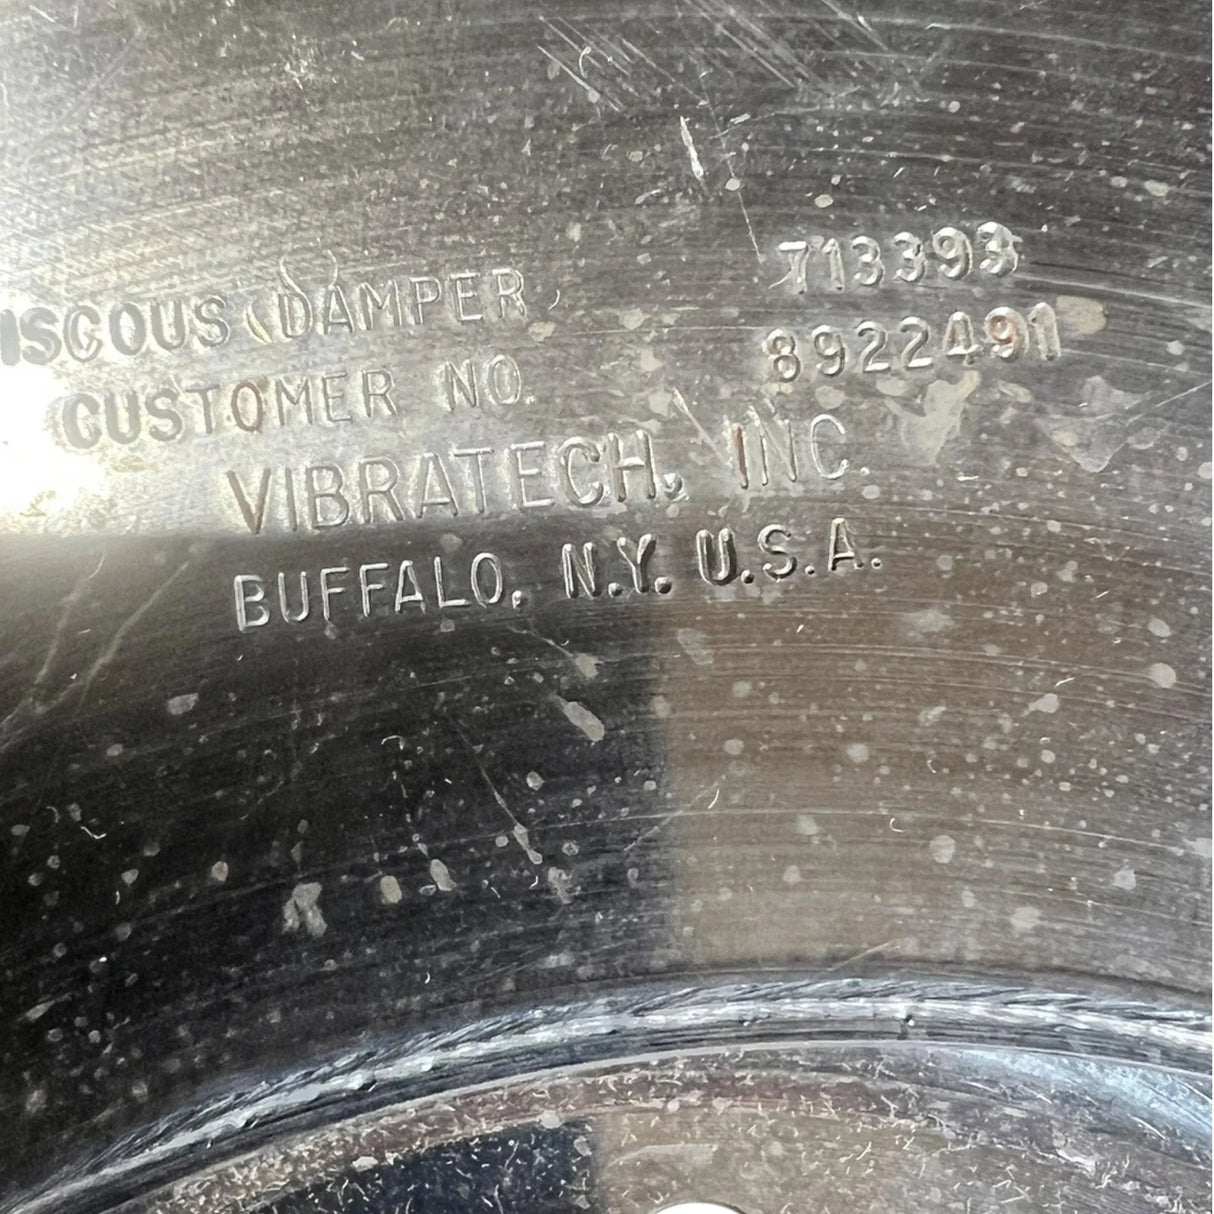 ISCOUS DAMPER 713393
CUSTOMER NO. 8922491
VIBRATECH, INC.
BUFFALO, N.Y. U.S.A.